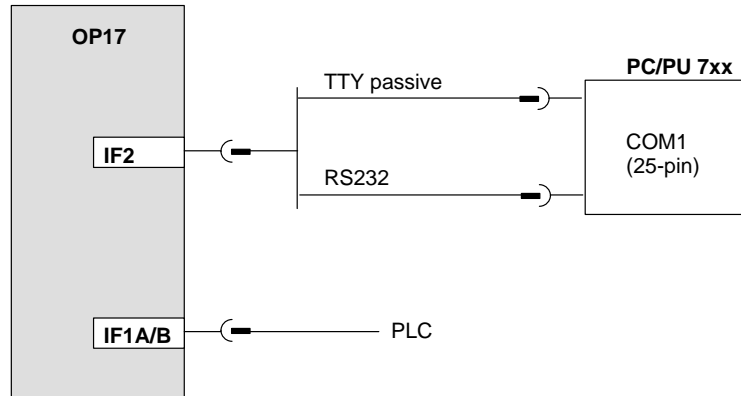 OP17
PC/PU 7xx
TTY passive
COM1
(25-pin)
IF2
RS232
IF1A/B
PLC